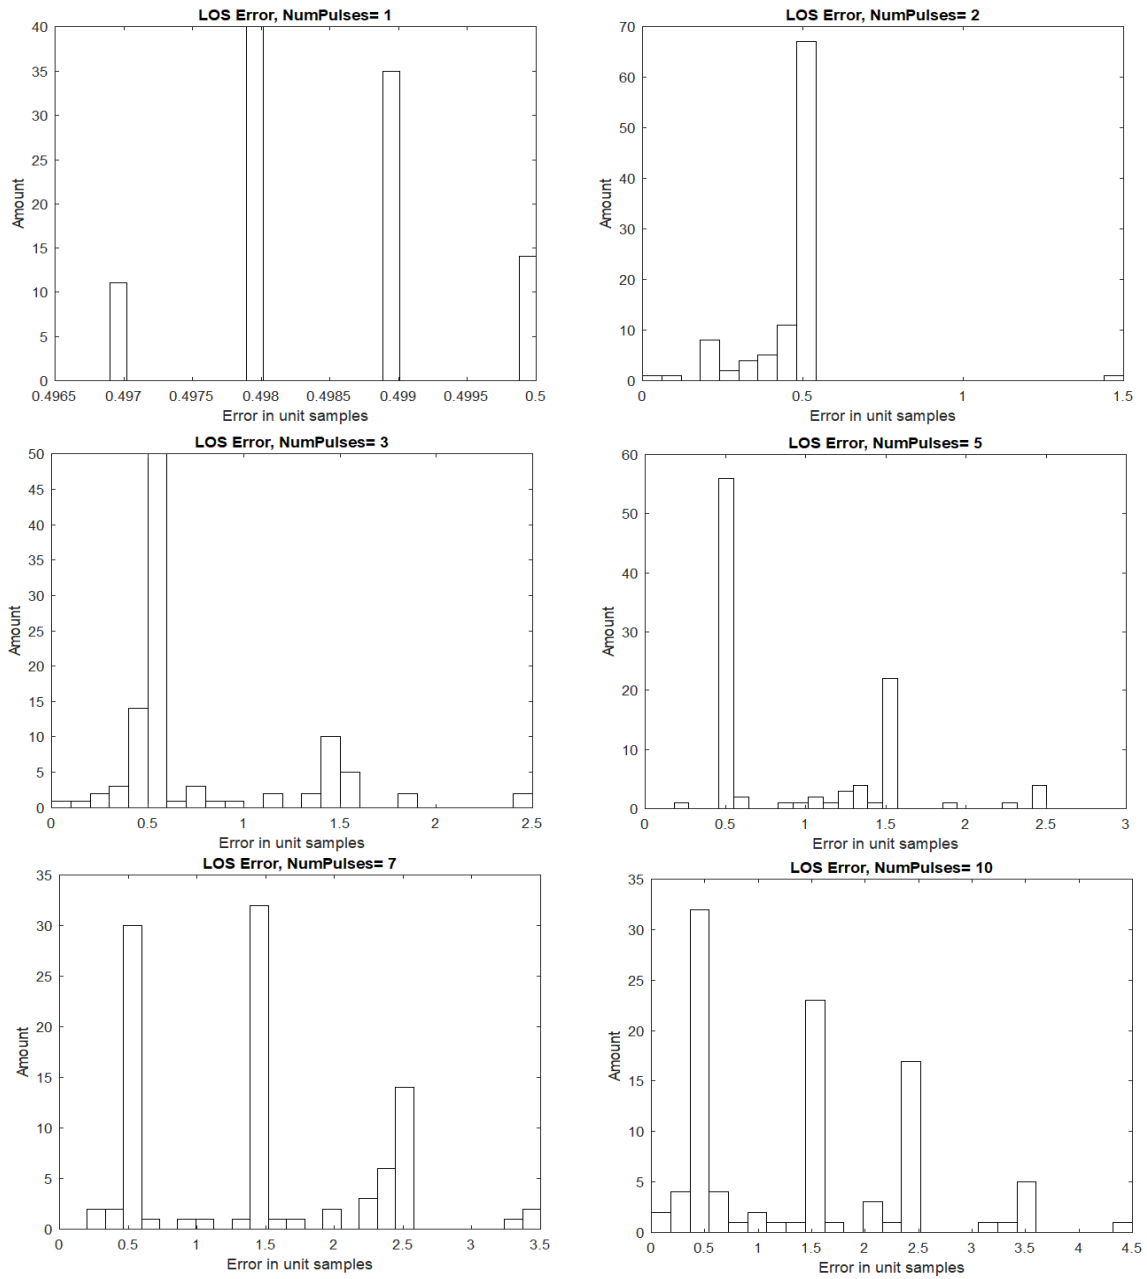 LOS Error, NumPulses= 1
40
35
30
25
20
15
10
5
0
Amount
0.4965 0.497 0.4975 0.498 0.4985 0.499 0.4995 0.5
Error in unit samples
LOS Error, NumPulses= 2
70
60
50
40
30
20
10
0
Amount
0 0.5 1 1.5
Error in unit samples
LOS Error, NumPulses= 3
50
45
40
35
30
25
20
15
10
5
0
Amount
0 0.5 1 1.5 2 2.5
Error in unit samples
LOS Error, NumPulses= 5
60
50
40
30
20
10
0
Amount
0 0.5 1 1.5 2 2.5 3
Error in unit samples
LOS Error, NumPulses= 7
35
30
25
20
15
10
5
0
Amount
0 0.5 1 1.5 2 2.5 3 3.5
Error in unit samples
LOS Error, NumPulses= 10
35
30
25
20
15
10
5
0
Amount
0 0.5 1 1.5 2 2.5 3 3.5 4 4.5
Error in unit samples